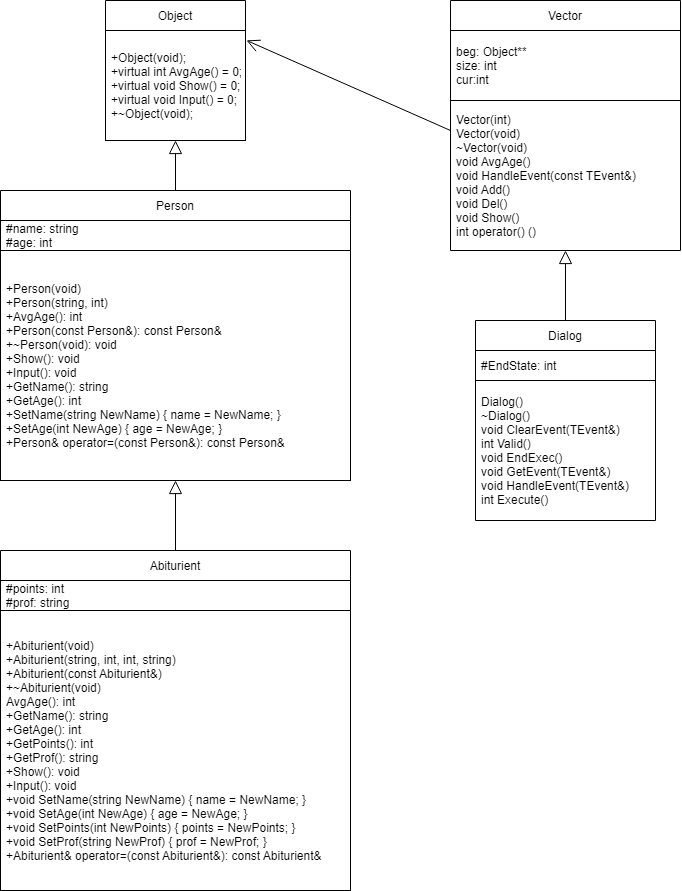 Object
+Object(void);
+virtual int AvgAge() = 0;
+virtual void Show() = 0;
+virtual void Input() = 0;
+~Object(void);
Vector
beg: Object**
size: int
cur:int
Vector(int)
Vector(void)
~Vector(void)
void AvgAge()
void HandleEvent(const TEvent&)
void Add()
void Del()
void Show()
int operator() ()
Person
#name: string
#age: int
+Person(void)
+Person(string, int)
+AvgAge(): int
+Person(const Person&): const Person&
+~Person(void): void
+Show(): void
+Input(): void
+GetName(): string
+GetAge(): int
+SetName(string NewName) { name = NewName; }
+SetAge(int NewAge) { age = NewAge; }
+Person& operator=(const Person&): const Person&
Dialog
#EndState: int
Dialog()
~Dialog()
void ClearEvent(TEvent&)
int Valid()
void EndExec()
void GetEvent(TEvent&)
void HandleEvent(TEvent&)
int Execute()
Abiturient
#points: int
#prof: string
+Abiturient(void)
+Abiturient(string, int, int, string)
+Abiturient(const Abiturient&)
+~Abiturient(void)
AvgAge(): int
+GetName(): string
+GetAge(): int
+GetPoints(): int
+GetProf(): string
+Show(): void
+Input(): void
+void SetName(string NewName) { name = NewName; }
+void SetAge(int NewAge) { age = NewAge; }
+void SetPoints(int NewPoints) { points = NewPoints; }
+void SetProf(string NewProf) { prof = NewProf; }
+Abiturient& operator=(const Abiturient&): const Abiturient&